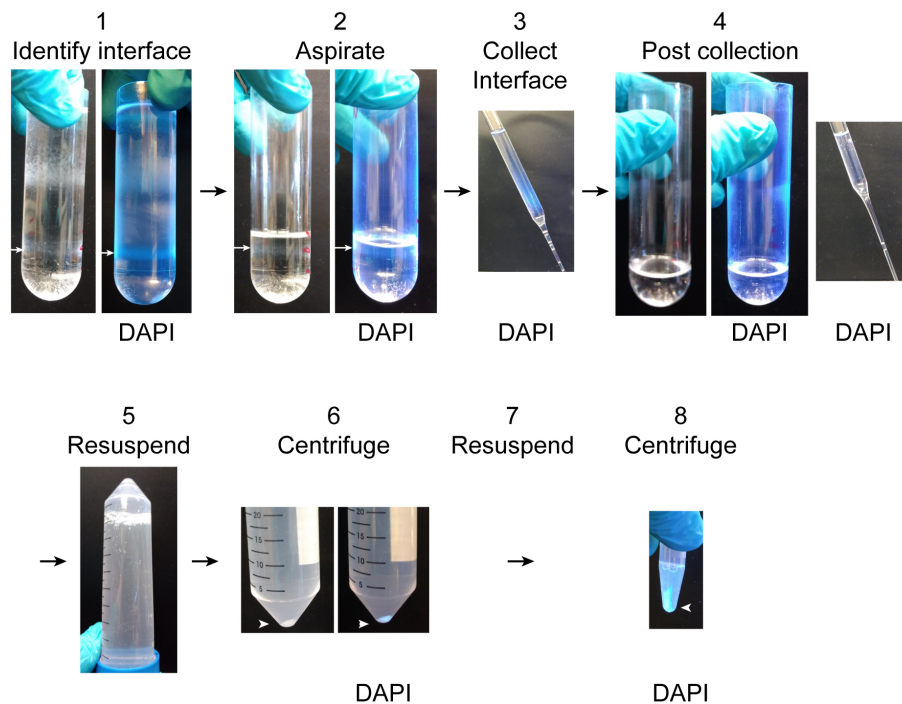 1
Identify interface
2
Aspirate
3
Collect
Interface
4
Post collection
DAPI
DAPI
DAPI
DAPI
DAPI
5
Resuspend
6
Centrifuge
7
Resuspend
8
Centrifuge
20
15
10
5
20
15
10
5
DAPI
DAPI